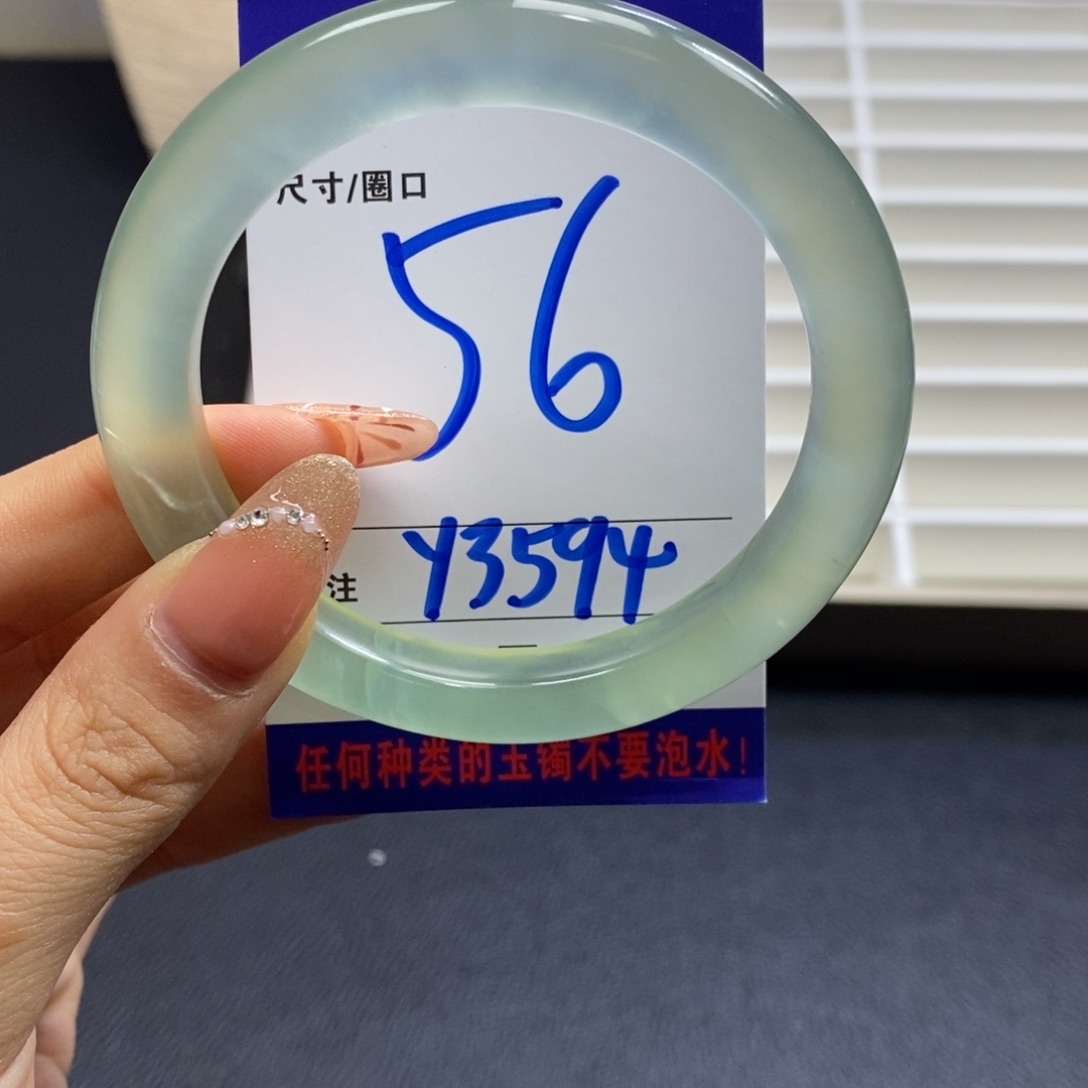 尺寸/圈口
56
注 Y3594
任何种类的玉镯不要泡水！